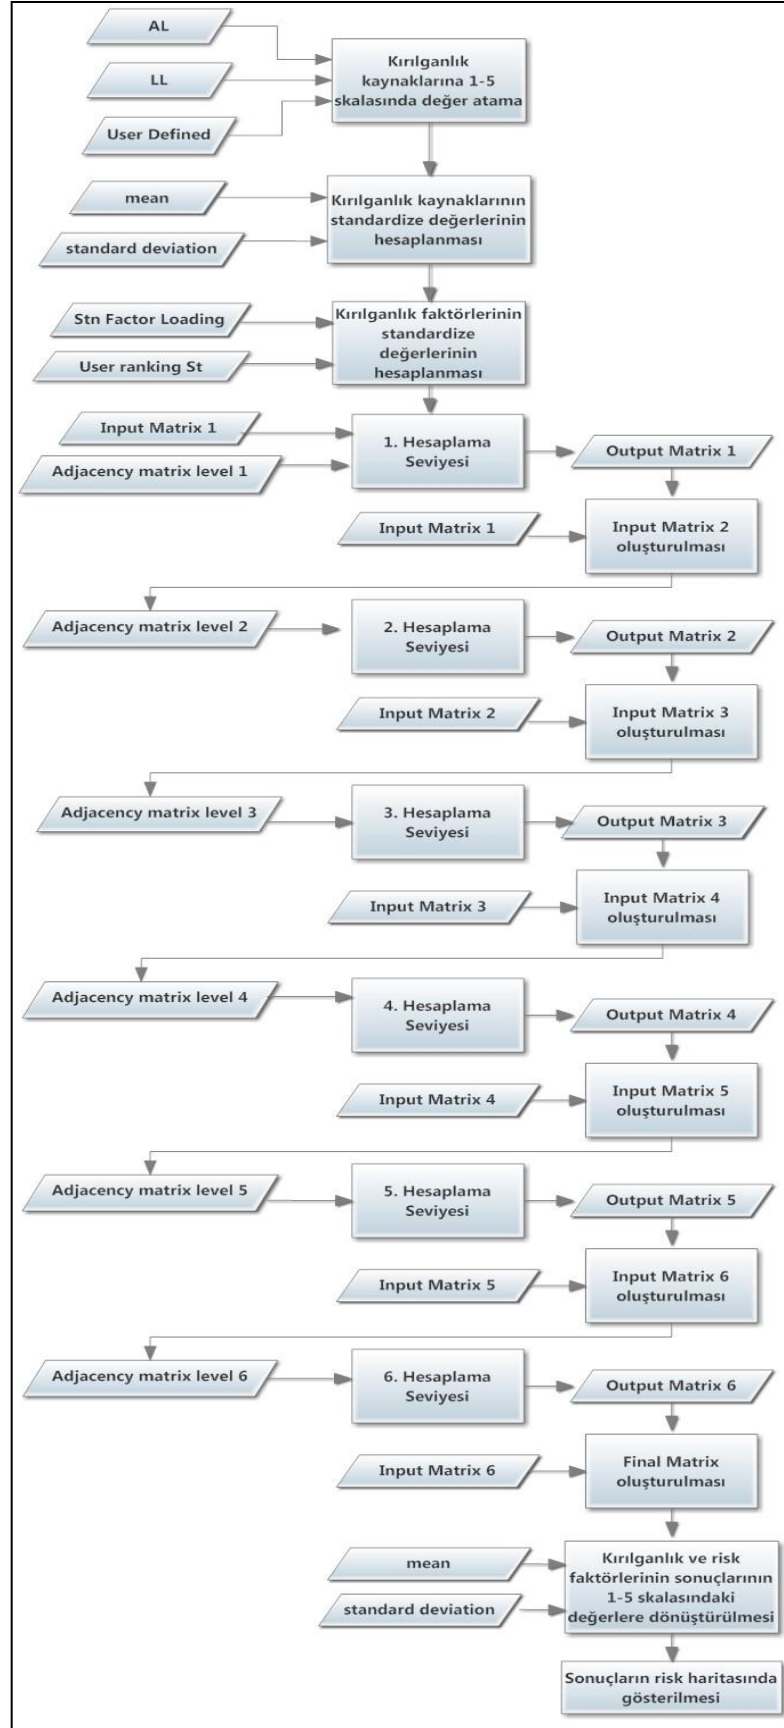 AL
LL
User Defined
Kırılganlık
kaynaklarına 1-5
skalasında değer atama
mean
standard deviation
Kırılganlık kaynaklarının
standardize değerlerinin
hesaplanması
Stn Factor Loading
User ranking St
Kırılganlık faktörlerinin
standardize
değerlerinin
hesaplanması
Input Matrix 1
Adjacency matrix level 1
1. Hesaplama
Seviyesi
Output Matrix 1
Input Matrix 1
Input Matrix 2
oluşturulması
Adjacency matrix level 2
2. Hesaplama
Seviyesi
Output Matrix 2
Input Matrix 2
Input Matrix 3
oluşturulması
Adjacency matrix level 3
3. Hesaplama
Seviyesi
Output Matrix 3
Input Matrix 3
Input Matrix 4
oluşturulması
Adjacency matrix level 4
4. Hesaplama
Seviyesi
Output Matrix 4
Input Matrix 4
Input Matrix 5
oluşturulması
Adjacency matrix level 5
5. Hesaplama
Seviyesi
Output Matrix 5
Input Matrix 5
Input Matrix 6
oluşturulması
Adjacency matrix level 6
6. Hesaplama
Seviyesi
Output Matrix 6
Input Matrix 6
Final Matrix
oluşturulması
mean
standard deviation
Kırılganlık ve risk
faktörlerinin sonuçlarının
1-5 skalasındaki
değerlere dönüştürülmesi
Sonuçların risk haritasında
gösterilmesi